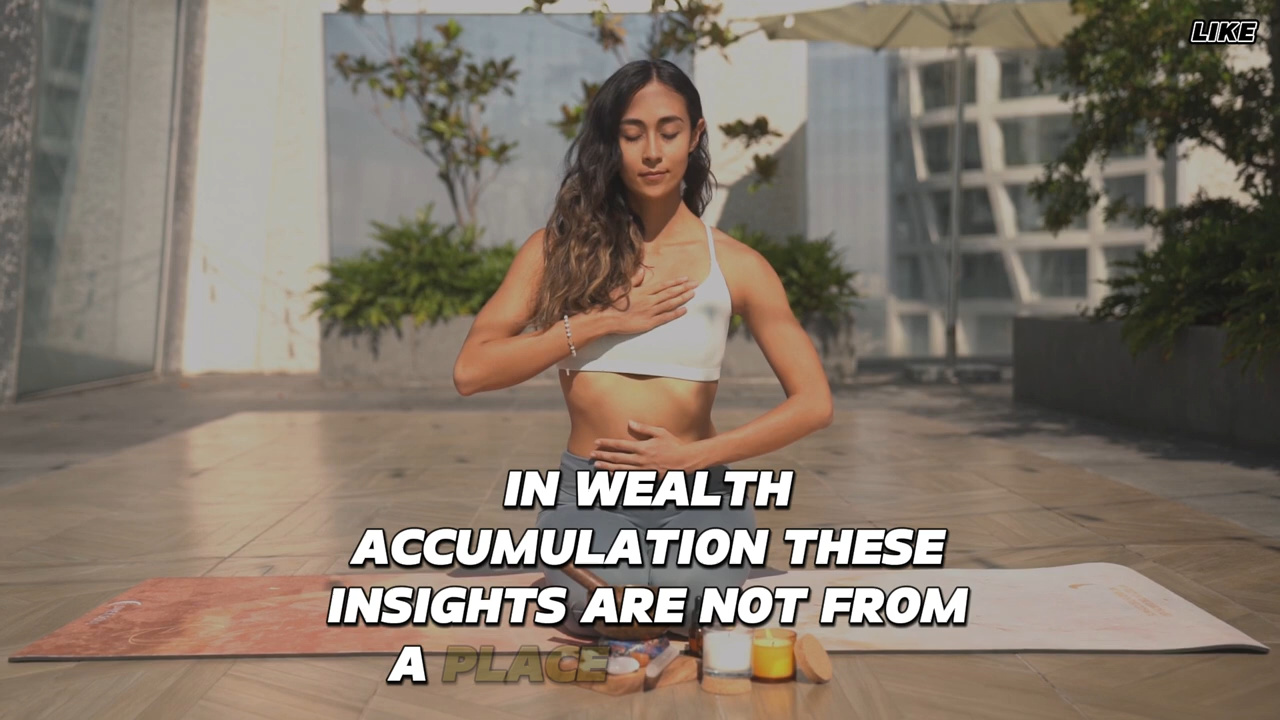 LIKE
IN WEALTH
ACCUMULATION THESE
INSIGHTS ARE NOT FROM
A PLACE